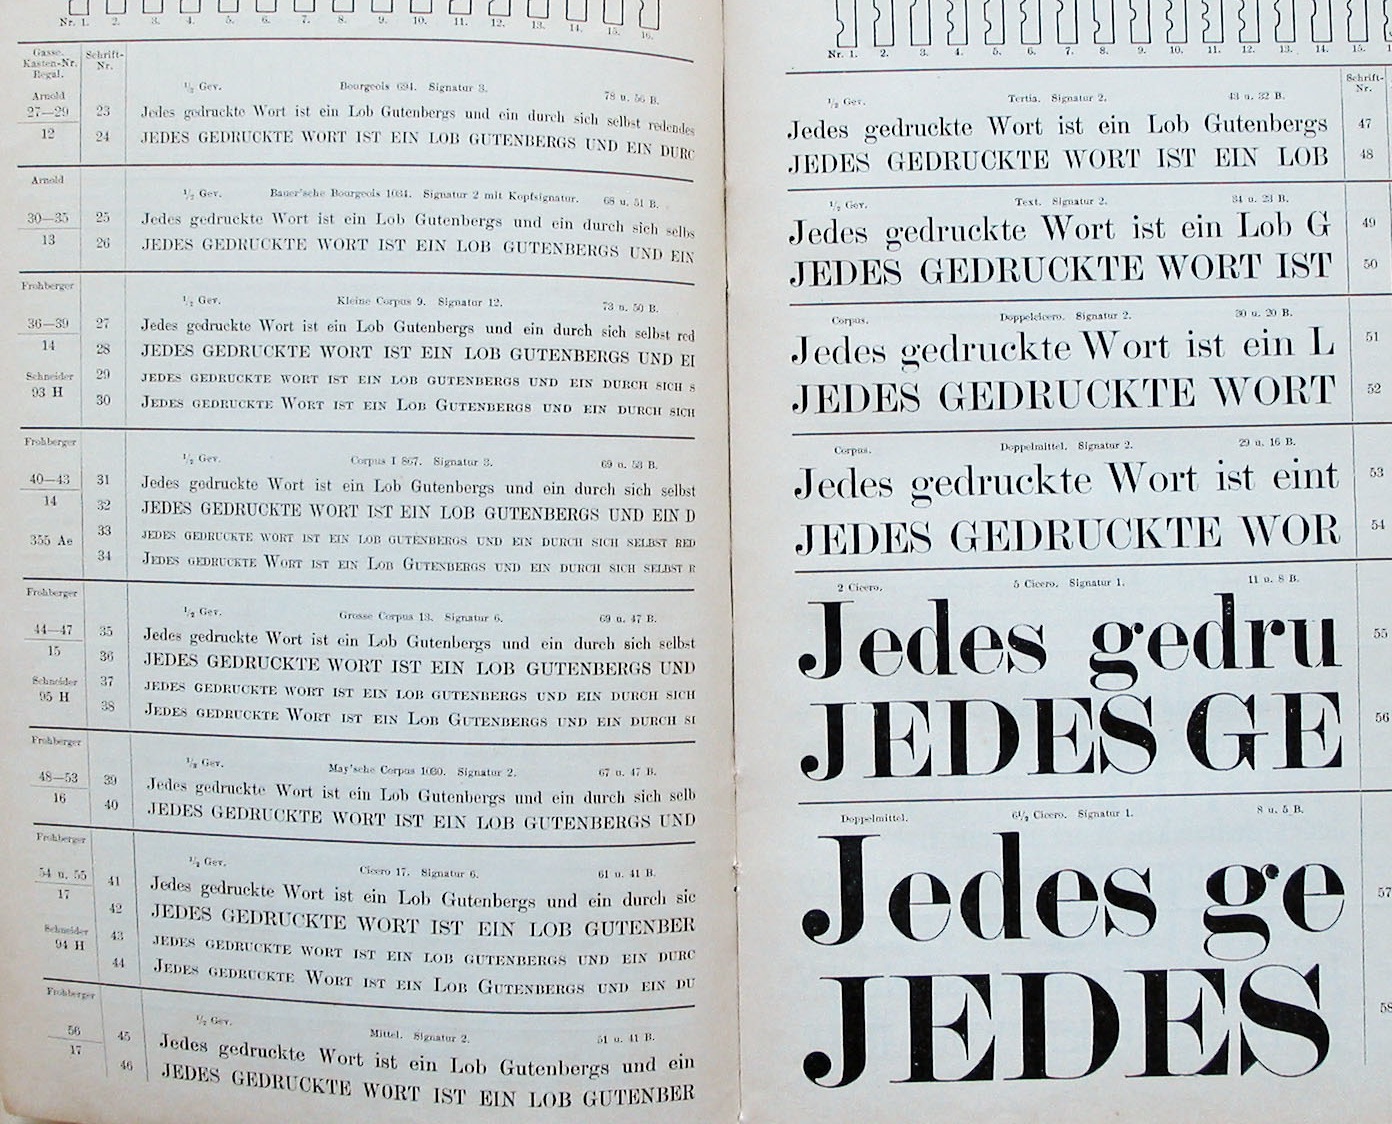 Nr. 1. 2. 3. 4. 5. 6. 7. 8. 9. 10. 11. 12. 13. 14. 15. 16.
Gasse. Kasten-Nr. Regal. Schrift-Nr.
½ Gev. Bourgeois 694. Signatur 3. 78 u. 56 B.
Arnold
27—29 23 Jedes gedruckte Wort ist ein Lob Gutenbergs und ein durch sich selbst redendes
12 24 JEDES GEDRUCKTE WORT IST EIN LOB GUTENBERGS UND EIN DURC
Arnold
½ Gev. Bauer'sche Bourgeois 1034. Signatur 2 mit Kopfsignatur. 68 u. 51 B.
30—35 25 Jedes gedruckte Wort ist ein Lob Gutenbergs und ein durch sich selbs
13 26 JEDES GEDRUCKTE WORT IST EIN LOB GUTENBERGS UND EIN
Frohberger
½ Gev. Kleine Corpus 9. Signatur 12. 73 u. 50 B.
36—39 27 Jedes gedruckte Wort ist ein Lob Gutenbergs und ein durch sich selbst red
14 28 JEDES GEDRUCKTE WORT IST EIN LOB GUTENBERGS UND EI
Schneider 29 JEDES GEDRUCKTE WORT IST EIN LOB GUTENBERGS UND EIN DURCH SICH S
93 H 30 JEDES GEDRUCKTE WORT IST EIN LOB GUTENBERGS UND EIN DURCH SICH
Frohberger
½ Gev. Corpus I 867. Signatur 3. 69 u. 53 B.
40—43 31 Jedes gedruckte Wort ist ein Lob Gutenbergs und ein durch sich selbst
14 32 JEDES GEDRUCKTE WORT IST EIN LOB GUTENBERGS UND EIN D
33 JEDES GEDRUCKTE WORT IST EIN LOB GUTENBERGS UND EIN DURCH SICH SELBST RED
355 Ae 34 JEDES GEDRUCKTE WORT IST EIN LOB GUTENBERGS UND EIN DURCH SICH SELBST R
Frohberger
½ Gev. Grosse Corpus 13. Signatur 6. 69 u. 47 B.
44—47 35 Jedes gedruckte Wort ist ein Lob Gutenbergs und ein durch sich selbst
15 36 JEDES GEDRUCKTE WORT IST EIN LOB GUTENBERGS UND
Schneider 37 JEDES GEDRUCKTE WORT IST EIN LOB GUTENBERGS UND EIN DURCH SICH
95 H 38 JEDES GEDRUCKTE WORT IST EIN LOB GUTENBERGS UND EIN DURCH SI
Frohberger
½ Gev. May'sche Corpus 1030. Signatur 2. 67 u. 47 B.
48—53 39 Jedes gedruckte Wort ist ein Lob Gutenbergs und ein durch sich selb
16 40 JEDES GEDRUCKTE WORT IST EIN LOB GUTENBERGS UND
Frohberger
½ Gev. Cicero 17. Signatur 6. 61 u. 41 B.
54 u. 55 41 Jedes gedruckte Wort ist ein Lob Gutenbergs und ein durch sic
17 42 JEDES GEDRUCKTE WORT IST EIN LOB GUTENBER
Schneider 43 JEDES GEDRUCKTE WORT IST EIN LOB GUTENBERGS UND EIN DURC
94 H 44 JEDES GEDRUCKTE WORT IST EIN LOB GUTENBERGS UND EIN DU
Frohberger
½ Gev. Mittel. Signatur 2. 51 u. 41 B.
56 45 Jedes gedruckte Wort ist ein Lob Gutenbergs und ein
17 46 JEDES GEDRUCKTE WORT IST EIN LOB GUTENBER
Nr. 1. 2. 3. 4. 5. 6. 7. 8. 9. 10. 11. 12. 13. 14. 15.
Schrift-Nr.
½ Gev. Tertia. Signatur 2. 43 u. 32 B.
Jedes gedruckte Wort ist ein Lob Gutenbergs 47
JEDES GEDRUCKTE WORT IST EIN LOB 48
½ Gev. Text. Signatur 2. 34 u. 23 B.
Jedes gedruckte Wort ist ein Lob G 49
JEDES GEDRUCKTE WORT IST 50
Corpus. Doppelcicero. Signatur 2. 30 u. 20 B.
Jedes gedruckte Wort ist ein L 51
JEDES GEDRUCKTE WORT 52
Corpus. Doppelmittel. Signatur 2. 29 u. 16 B.
Jedes gedruckte Wort ist eint 53
JEDES GEDRUCKTE WOR 54
2 Cicero. 5 Cicero. Signatur 1. 11 u. 8 B.
Jedes gedru 55
JEDES GE 56
Doppelmittel. 6½ Cicero. Signatur 1. 8 u. 5 B.
Jedes ge 57
JEDES 58